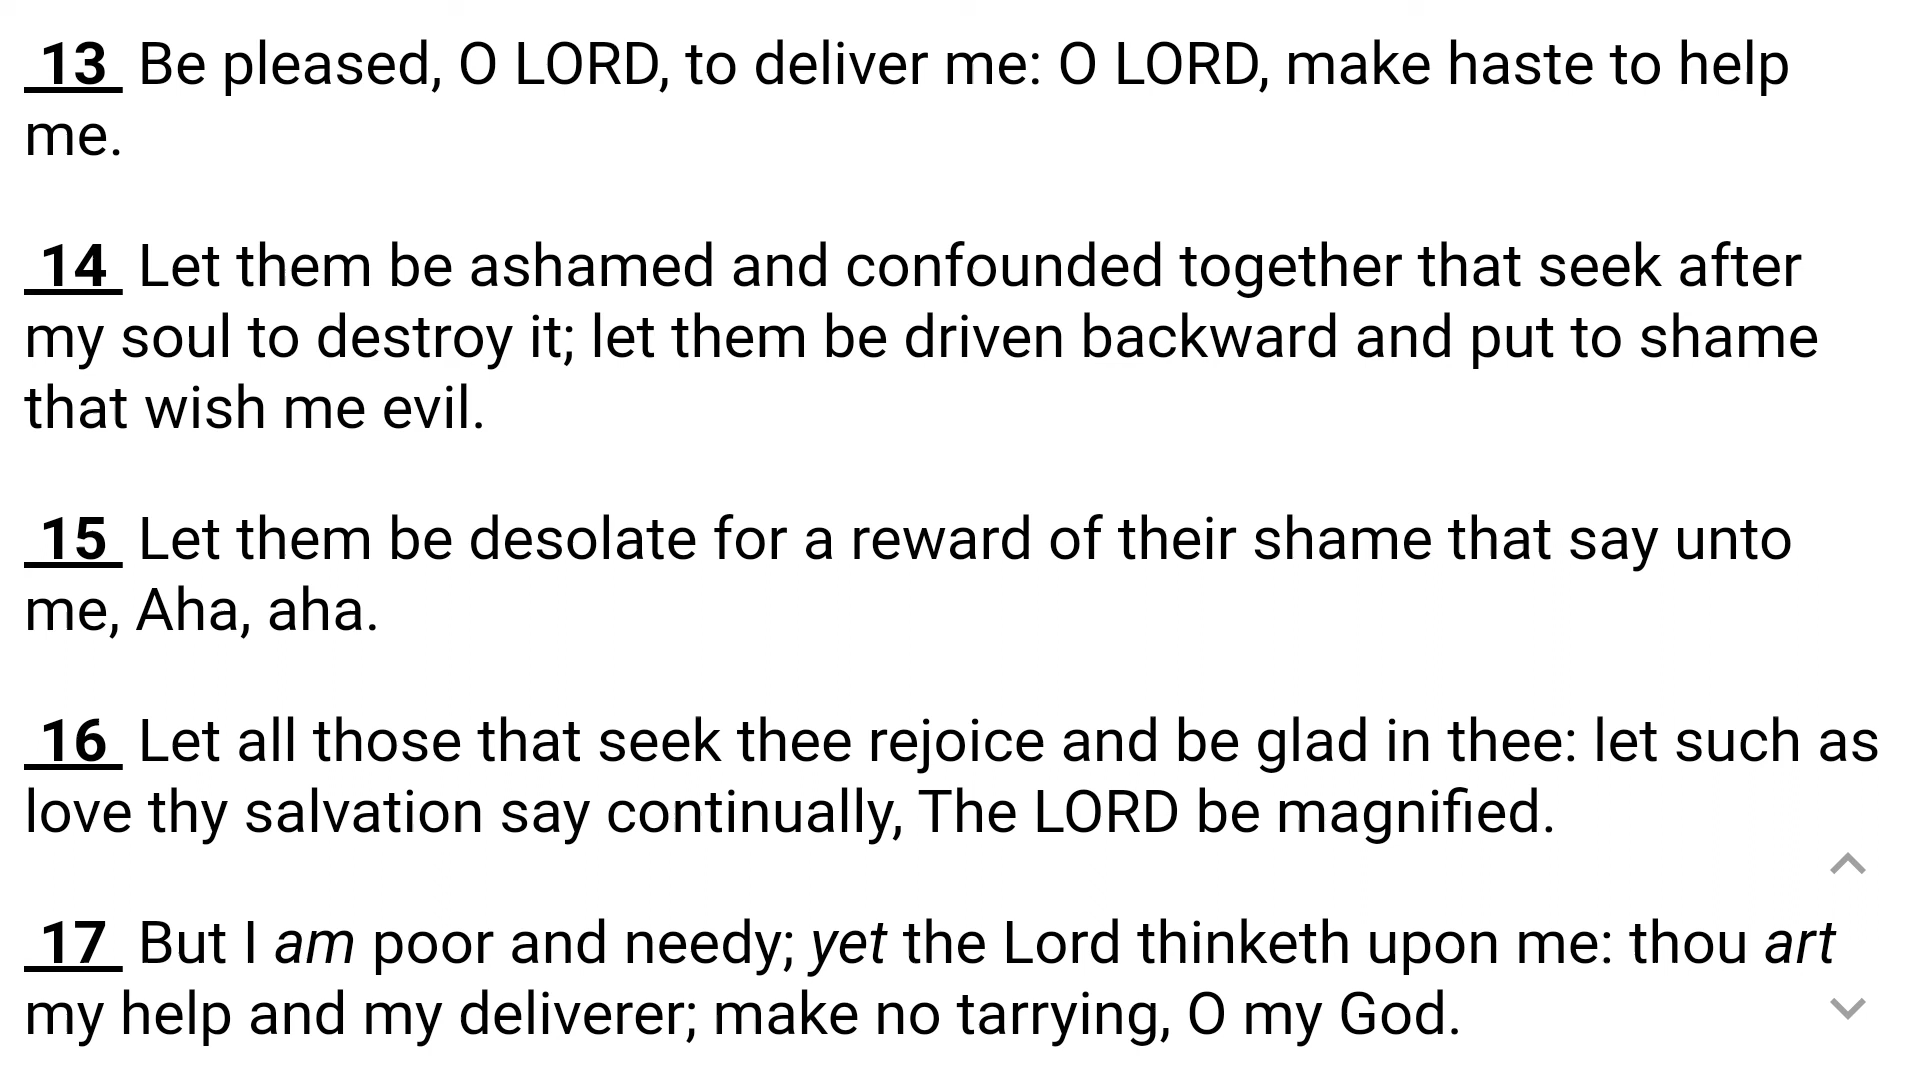 13 Be pleased, O LORD, to deliver me: O LORD, make haste to help
me.
14 Let them be ashamed and confounded together that seek after
my soul to destroy it; let them be driven backward and put to shame
that wish me evil.
15 Let them be desolate for a reward of their shame that say unto
me, Aha, aha.
16 Let all those that seek thee rejoice and be glad in thee: let such as
love thy salvation say continually, The LORD be magnified.
17 But I am poor and needy; yet the Lord thinketh upon me: thou art
my help and my deliverer; make no tarrying, O my God.